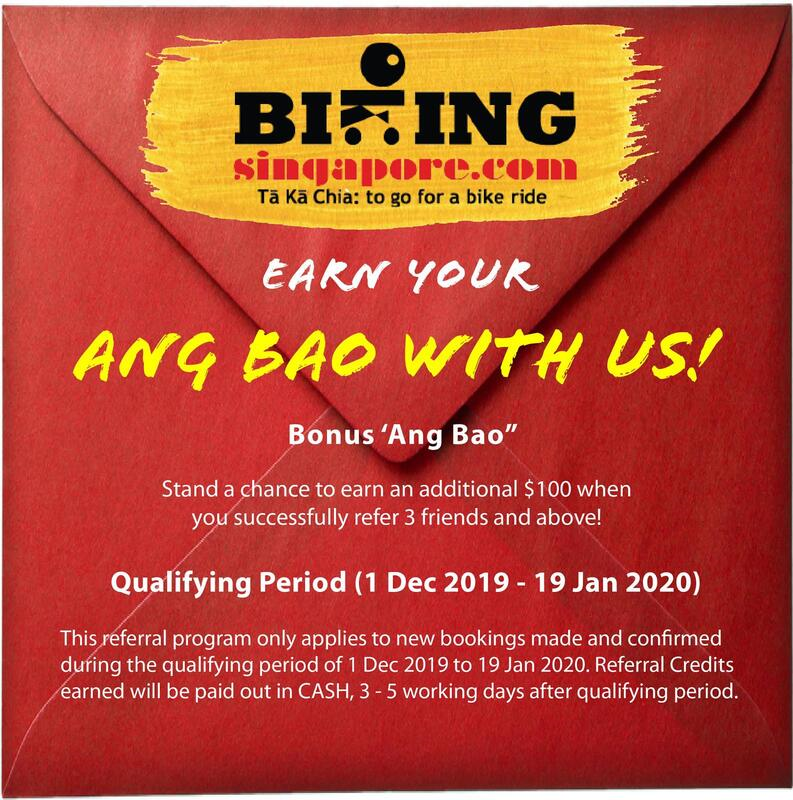 BIKING
singapore.com
Tā Kā Chia: to go for a bike ride
EARN YOUR
ANG BAO WITH US!
Bonus ‘Ang Bao”
Stand a chance to earn an additional $100 when
you successfully refer 3 friends and above!
Qualifying Period (1 Dec 2019 - 19 Jan 2020)
This referral program only applies to new bookings made and confirmed
during the qualifying period of 1 Dec 2019 to 19 Jan 2020. Referral Credits
earned will be paid out in CASH, 3 - 5 working days after qualifying period.